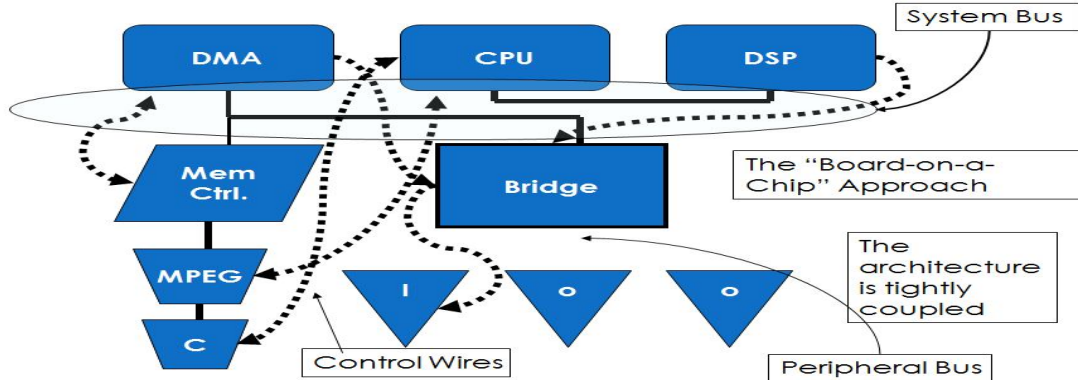 System Bus
DMA
CPU
DSP
The “Board-on-a-
Chip” Approach
Mem
Ctrl.
Bridge
The
architecture
is tightly
coupled
MPEG
I
o
o
C
Control Wires
Peripheral Bus